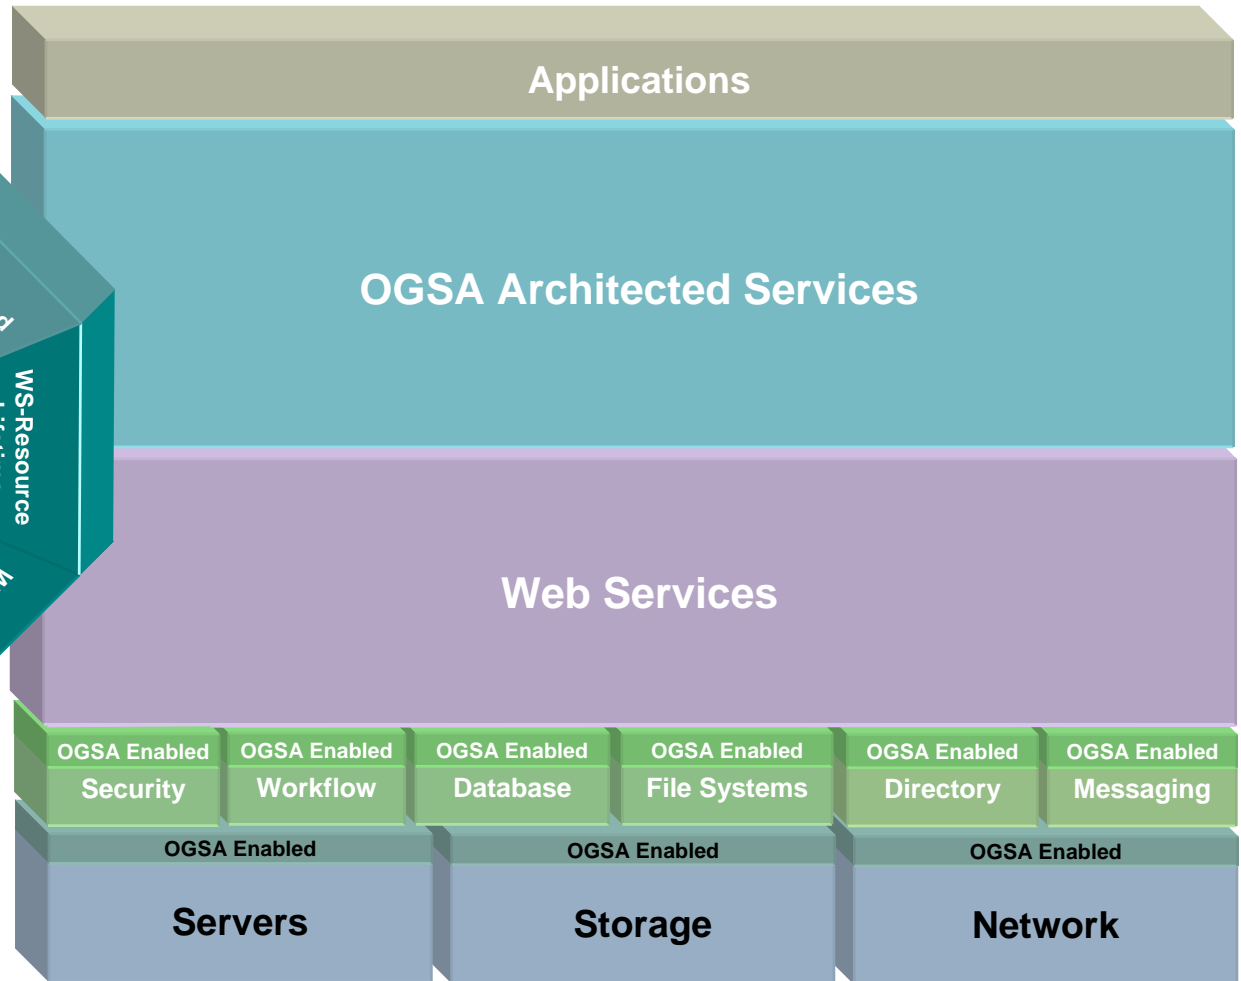 Applications
OGSA Architected Services
WS-Resource
Web Services
OGSA Enabled
Security
OGSA Enabled
Workflow
OGSA Enabled
Database
OGSA Enabled
File Systems
OGSA Enabled
Directory
OGSA Enabled
Messaging
OGSA Enabled
Servers
OGSA Enabled
Storage
OGSA Enabled
Network